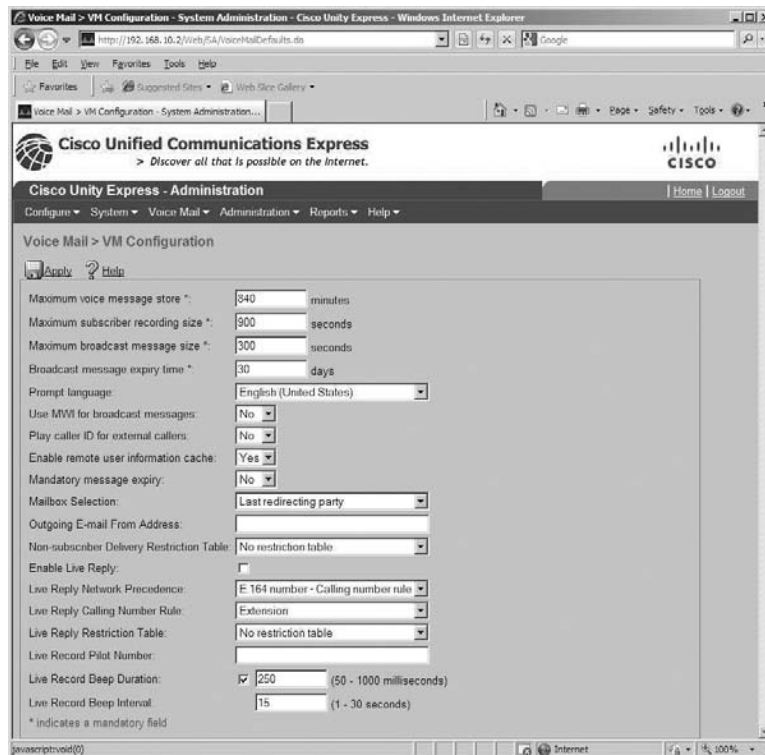 Voice Mail > VM Configuration - System Administration - Cisco Unity Express - Windows Internet Explorer
http://192.168.10.2/Web/SA/VoiceMailDefaults.do
Google
File Edit View Favorites Tools Help
Favorites Suggested Sites Web Slice Gallery
Voice Mail > VM Configuration - System Administration...
Page Safety Tools
Cisco Unified Communications Express
> Discover all that is possible on the Internet.
CISCO
Cisco Unity Express - Administration
Home | Logout
Configure System Voice Mail Administration Reports Help
Voice Mail > VM Configuration
Apply Help
Maximum voice message store *: 840 minutes
Maximum subscriber recording size *: 900 seconds
Maximum broadcast message size *: 300 seconds
Broadcast message expiry time *: 30 days
Prompt language: English (United States)
Use MWI for broadcast messages: No
Play caller ID for external callers: No
Enable remote user information cache: Yes
Mandatory message expiry: No
Mailbox Selection: Last redirecting party
Outgoing E-mail From Address:
Non-subscriber Delivery Restriction Table: No restriction table
Enable Live Reply:
Live Reply Network Precedence: E.164 number - Calling number rule
Live Reply Calling Number Rule: Extension
Live Reply Restriction Table: No restriction table
Live Record Pilot Number:
Live Record Beep Duration: 250 (50 - 1000 milliseconds)
Live Record Beep Interval: 15 (1 - 30 seconds)
* indicates a mandatory field
javascript:void(0) Internet 100%